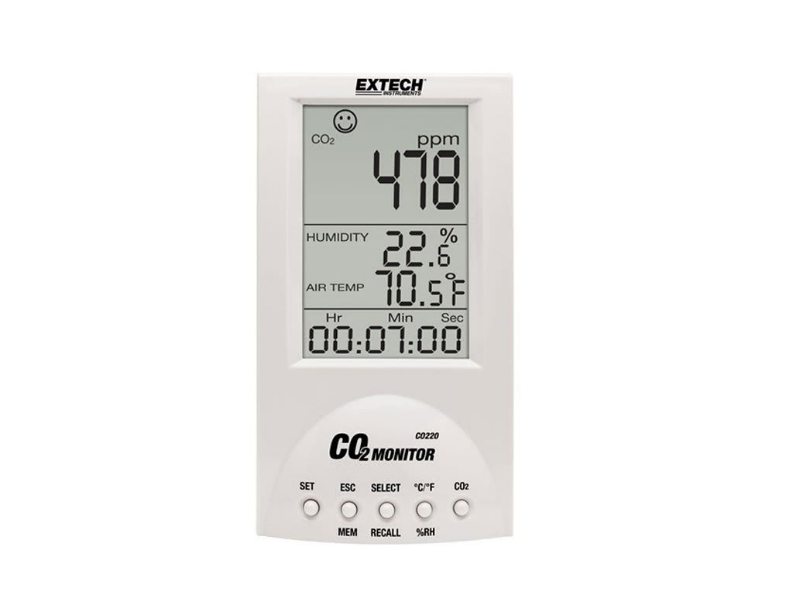 EXTECH
INSTRUMENTS
CO2 ppm
478
HUMIDITY 22.6%
AIR TEMP 70.5°F
Hr Min Sec
00:07:00
CO220
CO2 MONITOR
SET ESC SELECT °C/°F CO2
MEM RECALL %RH